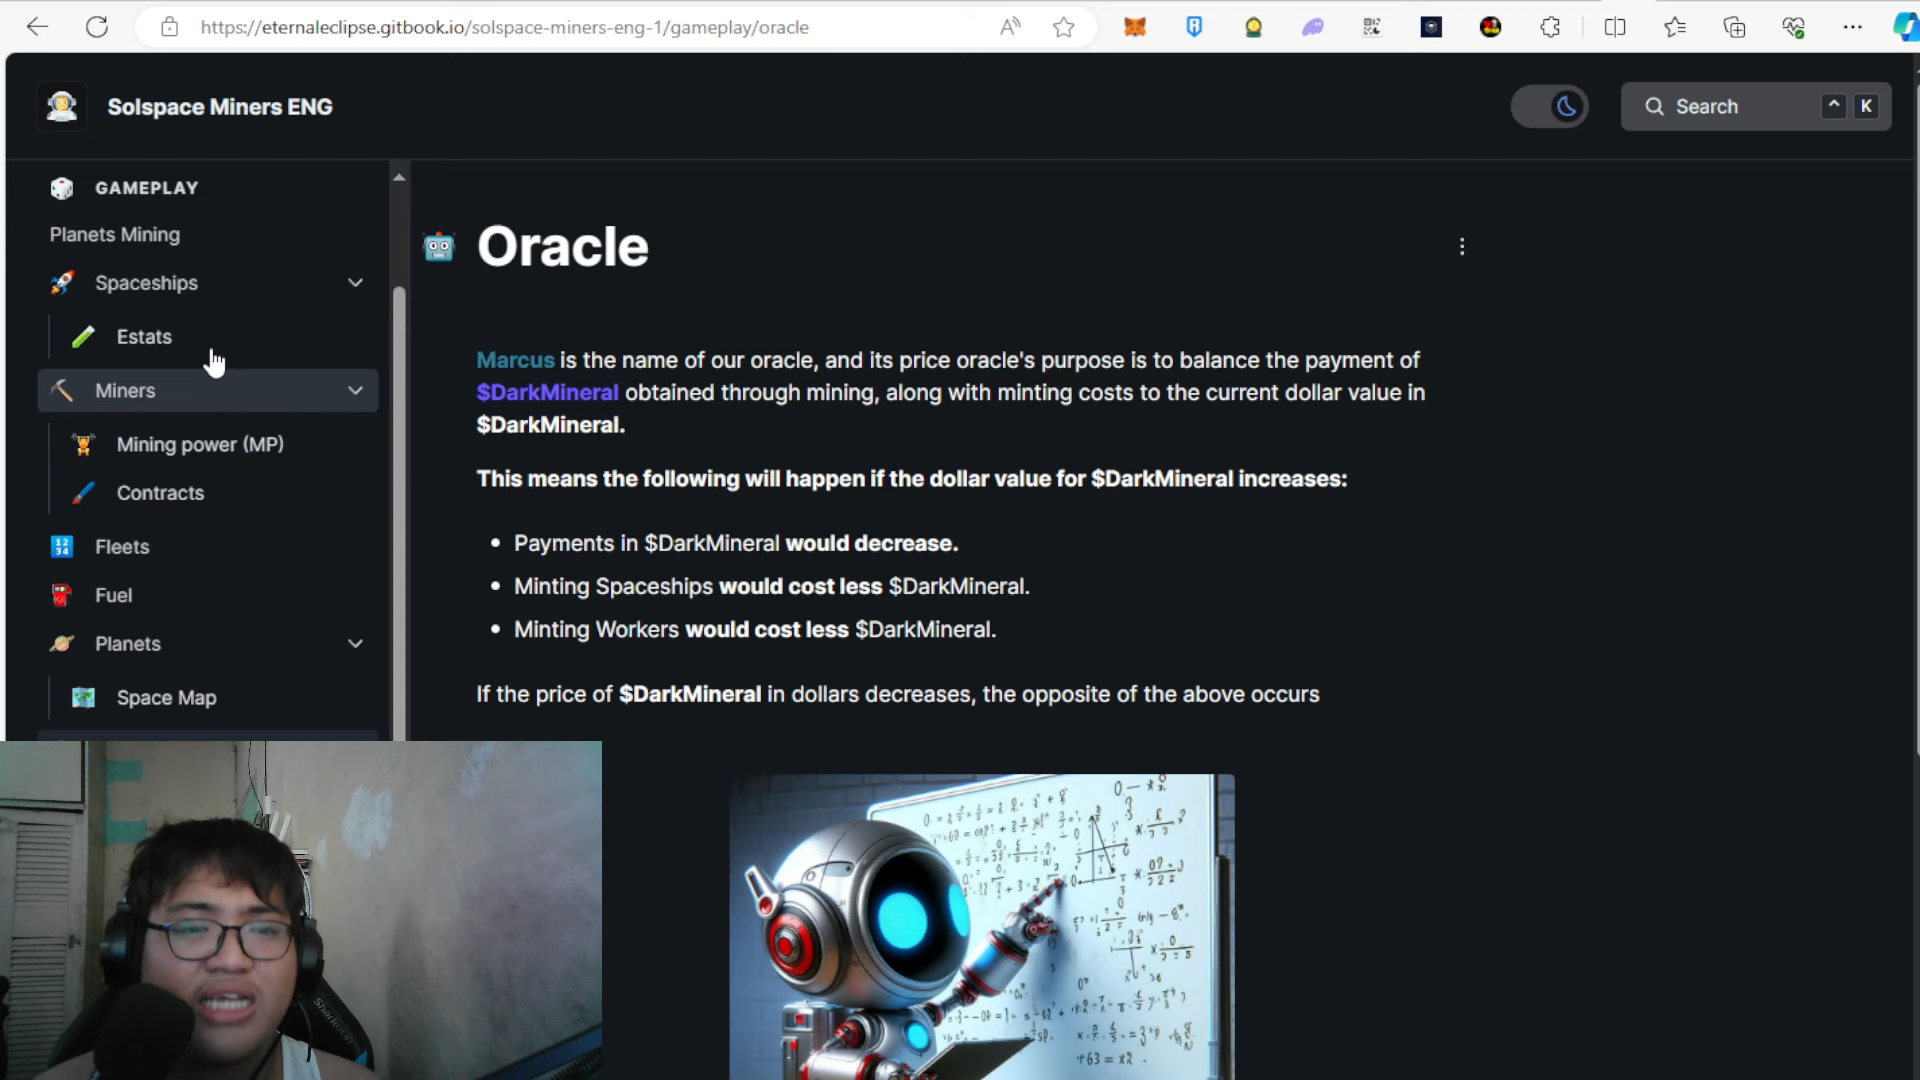 https://eternaleclipse.gitbook.io/solspace-miners-eng-1/gameplay/oracle
Solspace Miners ENG
Search
^ K
GAMEPLAY
Planets Mining
Spaceships
Estats
Miners
Mining power (MP)
Contracts
Fleets
Fuel
Planets
Space Map
Oracle
Marcus is the name of our oracle, and its price oracle's purpose is to balance the payment of
$DarkMineral obtained through mining, along with minting costs to the current dollar value in
$DarkMineral.
This means the following will happen if the dollar value for $DarkMineral increases:
• Payments in $DarkMineral would decrease.
• Minting Spaceships would cost less $DarkMineral.
• Minting Workers would cost less $DarkMineral.
If the price of $DarkMineral in dollars decreases, the opposite of the above occurs